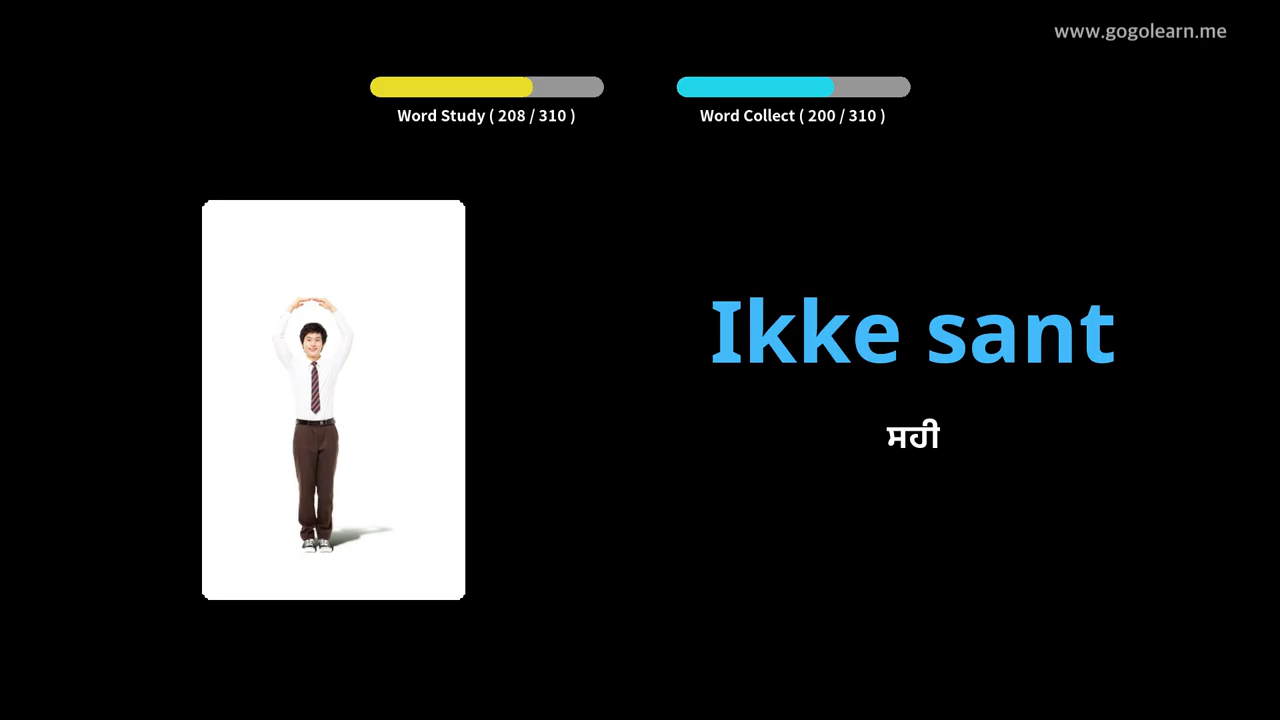 www.gogolearn.me
Word Study ( 208 / 310 )
Word Collect ( 200 / 310 )
Ikke sant
ਸਹੀ